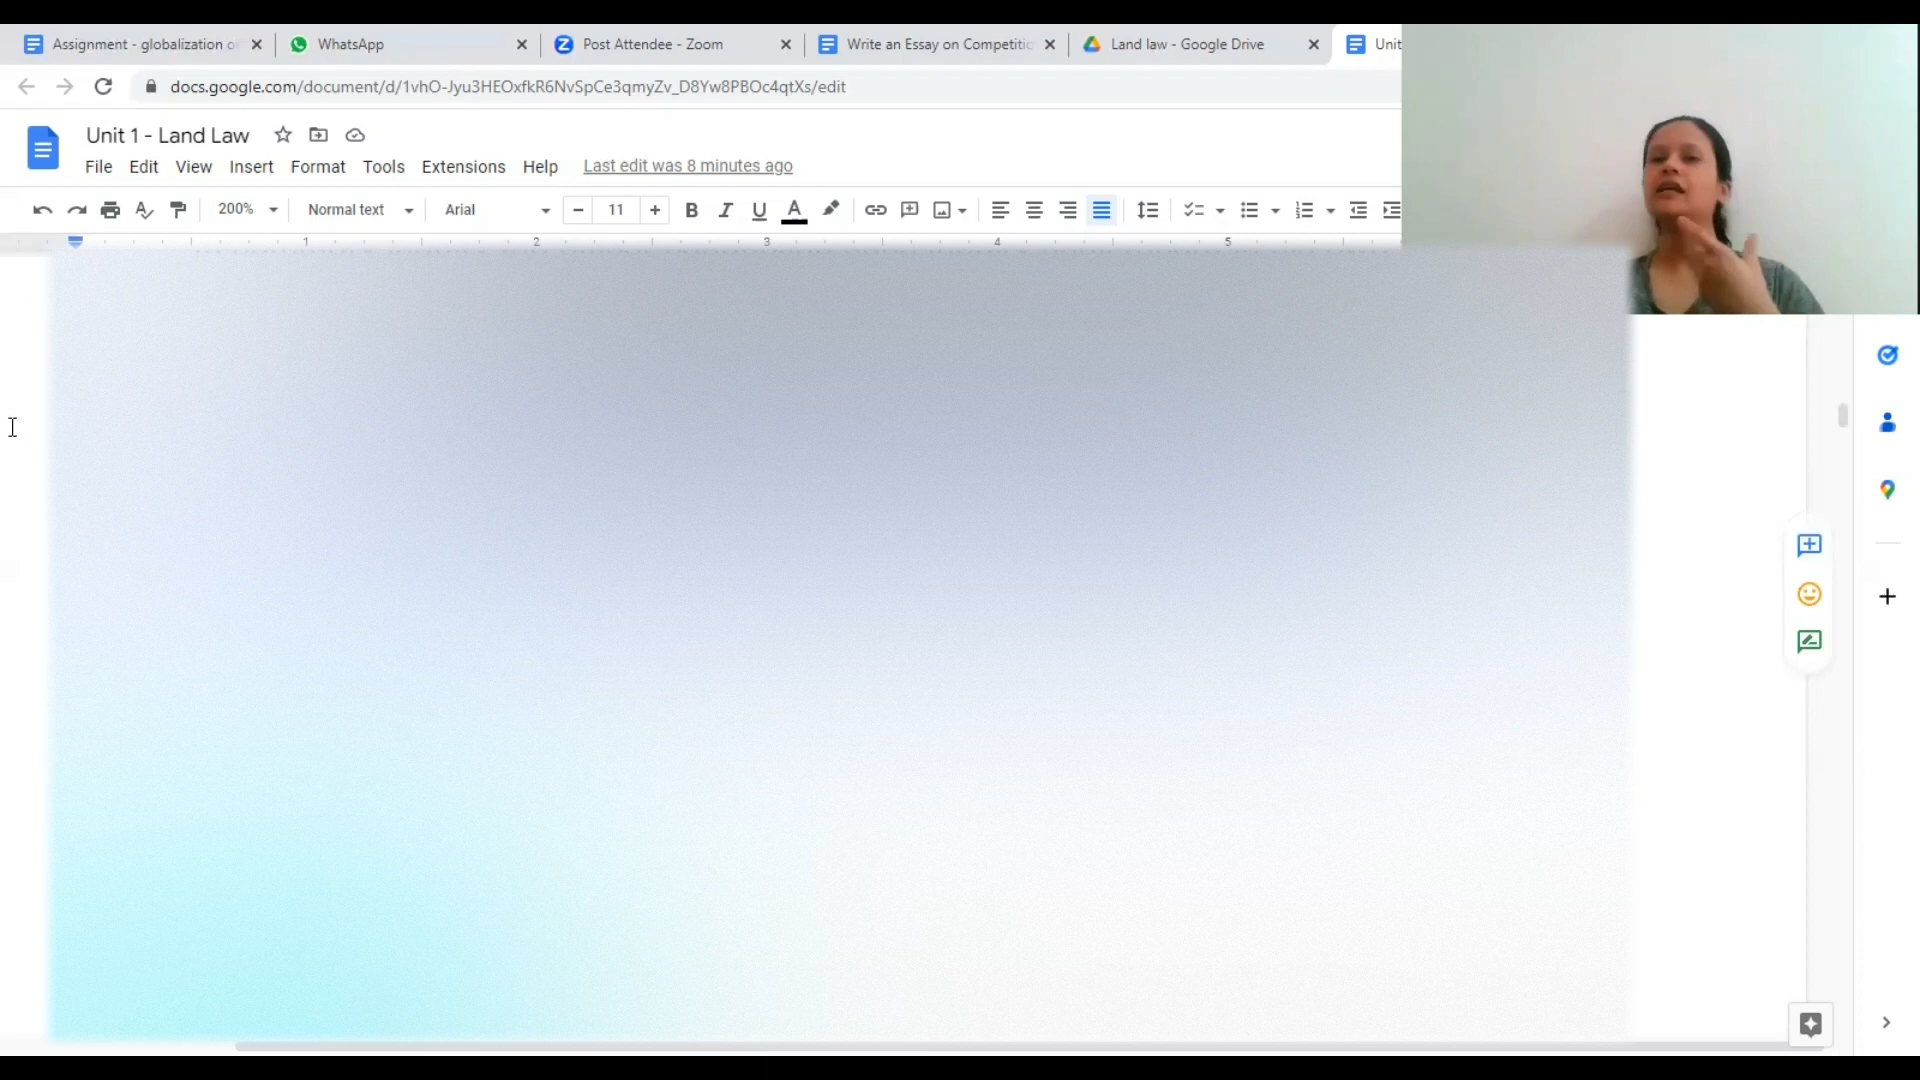 Assignment - globalization o
WhatsApp
Post Attendee - Zoom
Write an Essay on Competitic
Land law - Google Drive
Unit
docs.google.com/document/d/1vhO-Jyu3HEOxfkR6NvSpCe3qmyZv_D8Yw8PBOc4qtXs/edit
Unit 1 - Land Law
File Edit View Insert Format Tools Extensions Help Last edit was 8 minutes ago
200% Normal text Arial 11
1 2 3 4 5